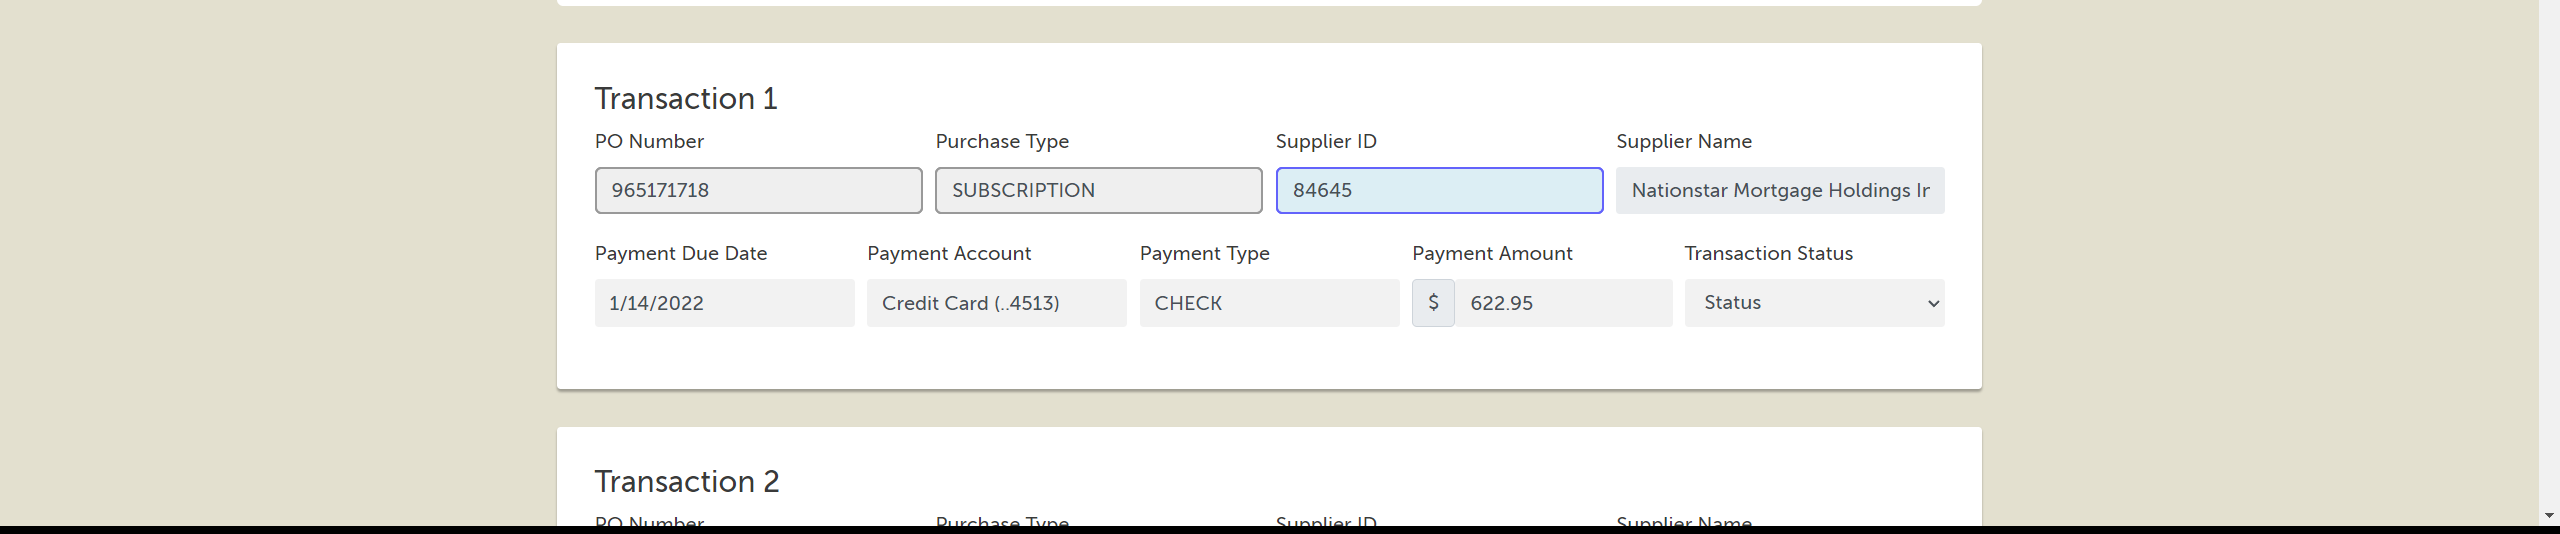 Transaction 1
PO Number Purchase Type Supplier ID Supplier Name
965171718 SUBSCRIPTION 84645 Nationstar Mortgage Holdings Ir
Payment Due Date Payment Account Payment Type Payment Amount Transaction Status
1/14/2022 Credit Card (..4513) CHECK $ 622.95 Status
Transaction 2
PO Number Purchase Type Supplier ID Supplier Name